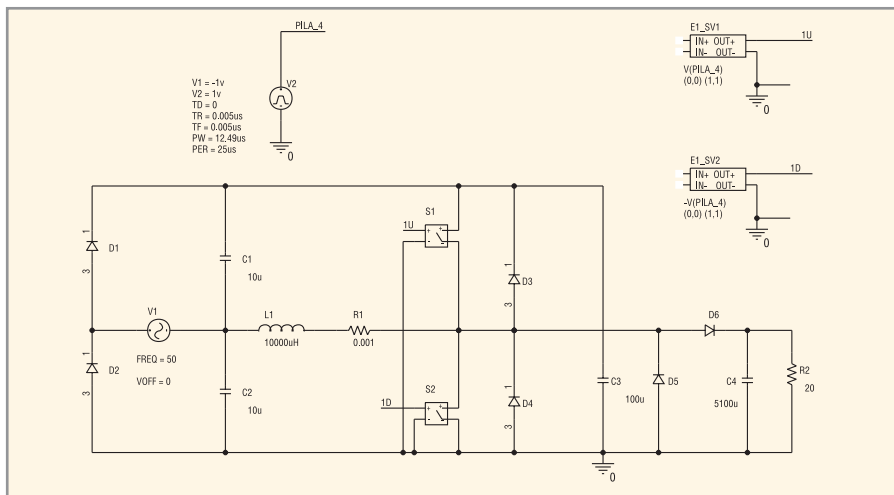 PILA_4
V2
V1 = -1v
V2 = 1v
TD = 0
TR = 0.005us
TF = 0.005us
PW = 12.49us
PER = 25us
0
E1_SV1
IN+ OUT+
IN- OUT-
1U
V(PILA_4)
(0,0) (1,1)
0
E1_SV2
IN+ OUT+
IN- OUT-
1D
-V(PILA_4)
(0,0) (1,1)
0
1
D1
3
C1
10u
S1
1U
+ +
- -
1
D3
3
V1
FREQ = 50
VOFF = 0
L1
10000uH
R1
0.001
D6
1
D2
3
C2
10u
S2
1D
+ +
- -
1
D4
3
C3
100u
D5
C4
5100u
R2
20
0